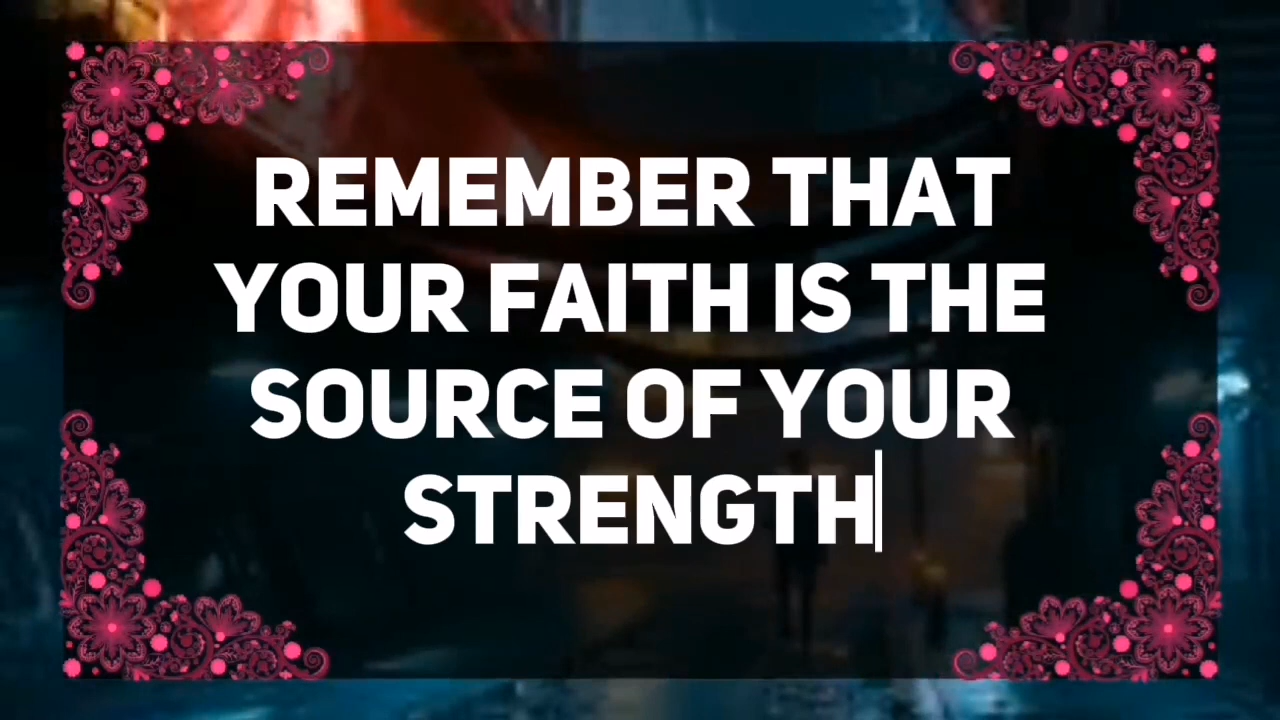 REMEMBER THAT
YOUR FAITH IS THE
SOURCE OF YOUR
STRENGTH